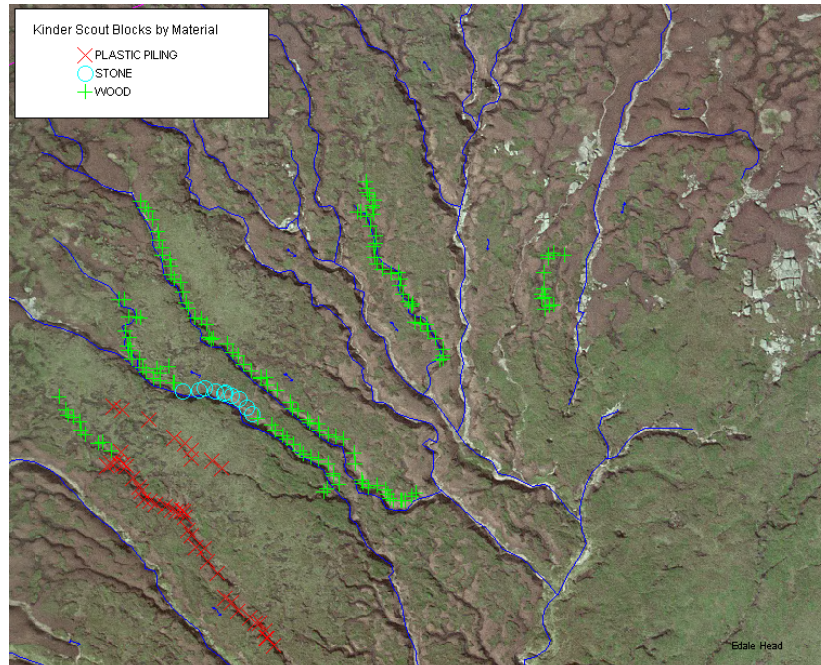 Kinder Scout Blocks by Material
PLASTIC PILING
STONE
WOOD
Edale Head